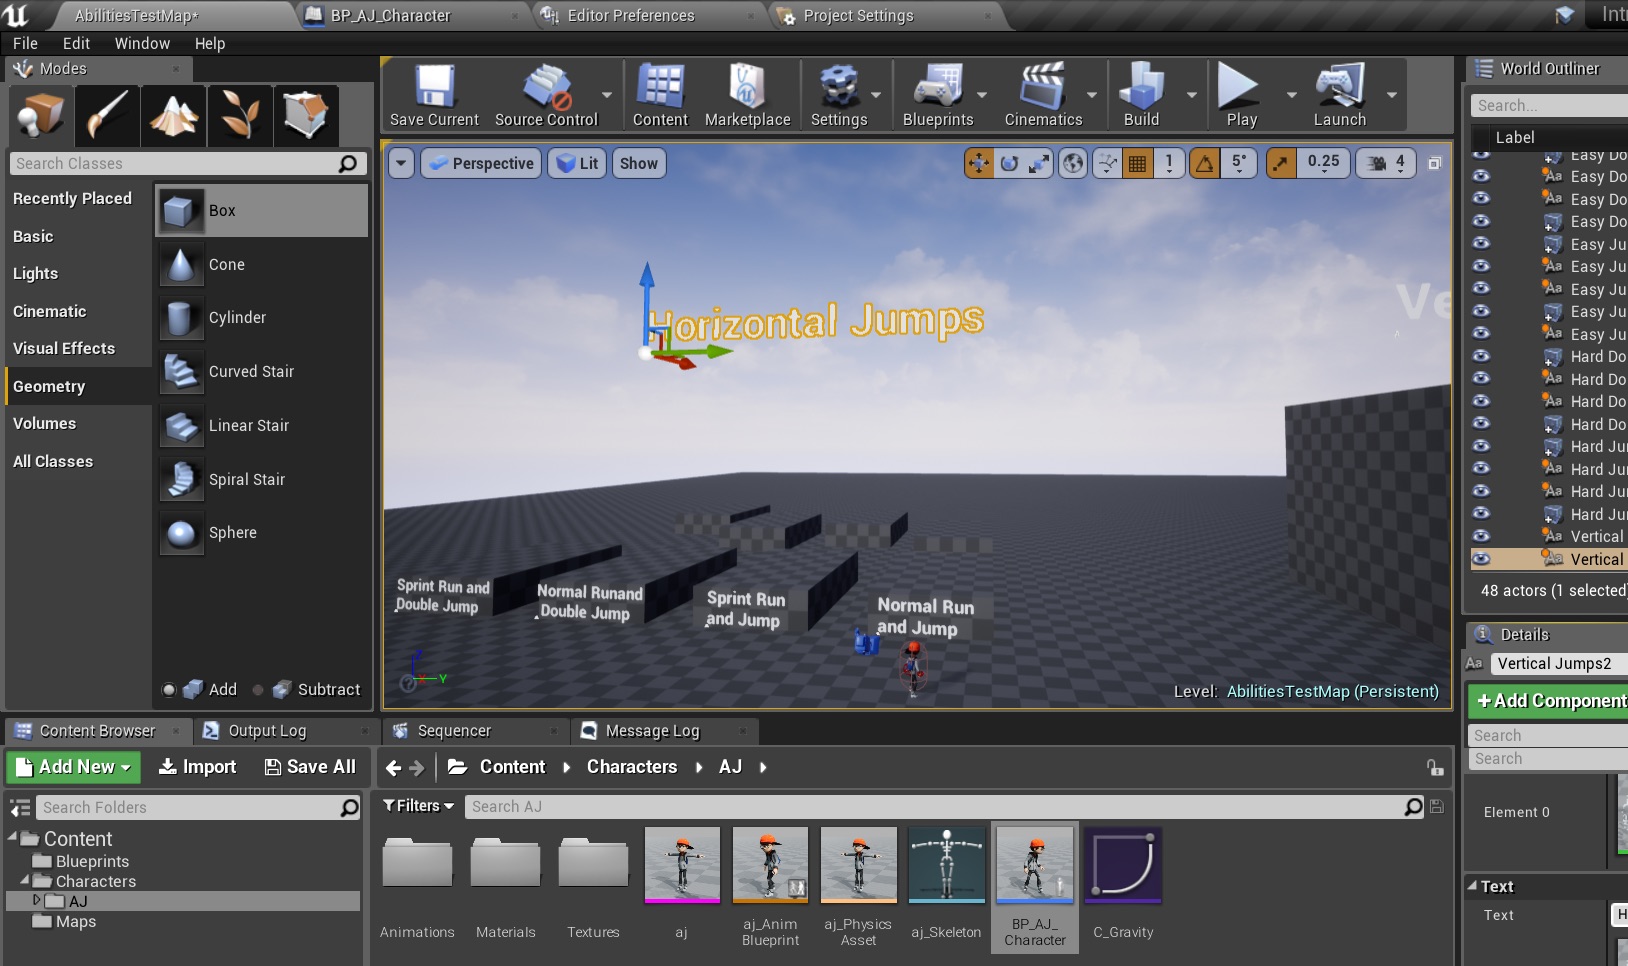 AbilitiesTestMap*
BP_AJ_Character
Editor Preferences
Project Settings
File Edit Window Help
Modes
Search Classes
Recently Placed
Basic
Lights
Cinematic
Visual Effects
Geometry
Volumes
All Classes
Box
Cone
Cylinder
Curved Stair
Linear Stair
Spiral Stair
Sphere
Add Subtract
Save Current
Source Control
Content
Marketplace
Settings
Blueprints
Cinematics
Build
Play
Launch
Perspective
Lit
Show
1
5°
0.25
4
Horizontal Jumps
Ve
Sprint Run and
Double Jump
Normal Runand
Double Jump
Sprint Run
and Jump
Normal Run
and Jump
Z
X
Y
Level: AbilitiesTestMap (Persistent)
World Outliner
Search...
Label
Easy Do
Easy Do
Easy Do
Easy Do
Easy Ju
Easy Ju
Easy Ju
Easy Ju
Easy Ju
Hard Do
Hard Do
Hard Do
Hard Do
Hard Jur
Hard Jur
Hard Jur
Hard Jur
Vertical
Vertical
48 actors (1 selected)
Details
Vertical Jumps2
+Add Component
Search
Search
Element 0
Text
Text H
Content Browser
Output Log
Sequencer
Message Log
Add New
Import
Save All
Content
Characters
AJ
Search Folders
Filters
Search AJ
Content
Blueprints
Characters
AJ
Maps
Animations
Materials
Textures
aj
aj_Anim
Blueprint
aj_Physics
Asset
aj_Skeleton
BP_AJ_
Character
C_Gravity